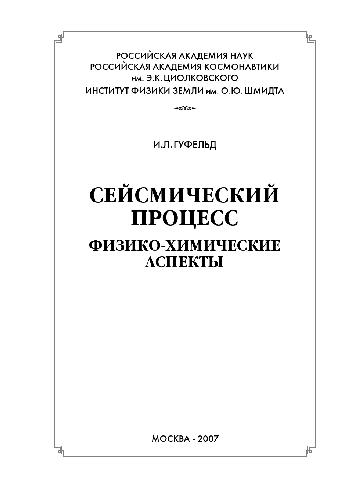 РОССИЙСКАЯ АКАДЕМИЯ НАУК
РОССИЙСКАЯ АКАДЕМИЯ КОСМОНАВТИКИ
им. Э.К. ЦИОЛКОВСКОГО
ИНСТИТУТ ФИЗИКИ ЗЕМЛИ им. О.Ю. ШМИДТА
И.Л. ГУФЕЛЬД
СЕЙСМИЧЕСКИЙ
ПРОЦЕСС
ФИЗИКО-ХИМИЧЕСКИЕ
АСПЕКТЫ
МОСКВА - 2007